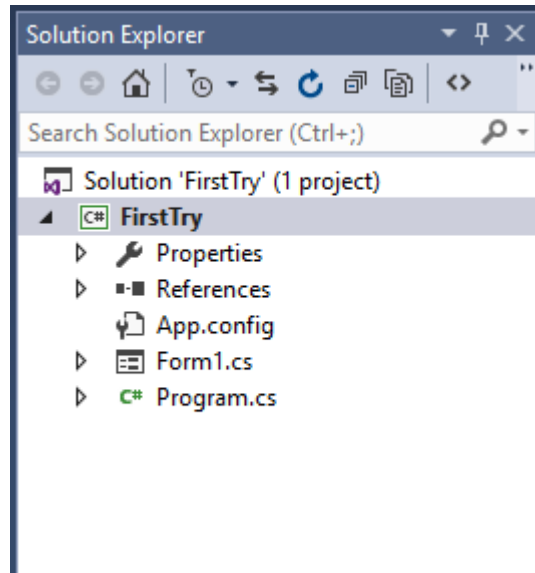 Solution Explorer
Search Solution Explorer (Ctrl+;)
Solution 'FirstTry' (1 project)
C# FirstTry
Properties
References
App.config
Form1.cs
C# Program.cs